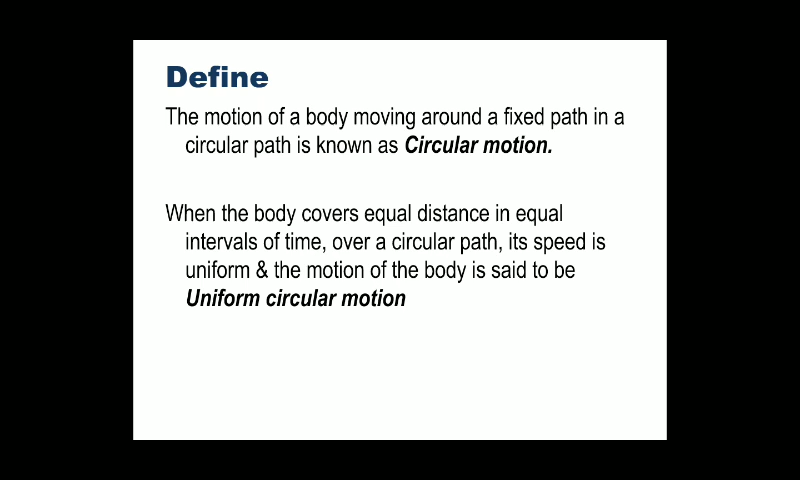 Define
The motion of a body moving around a fixed path in a
circular path is known as Circular motion.
When the body covers equal distance in equal
intervals of time, over a circular path, its speed is
uniform & the motion of the body is said to be
Uniform circular motion